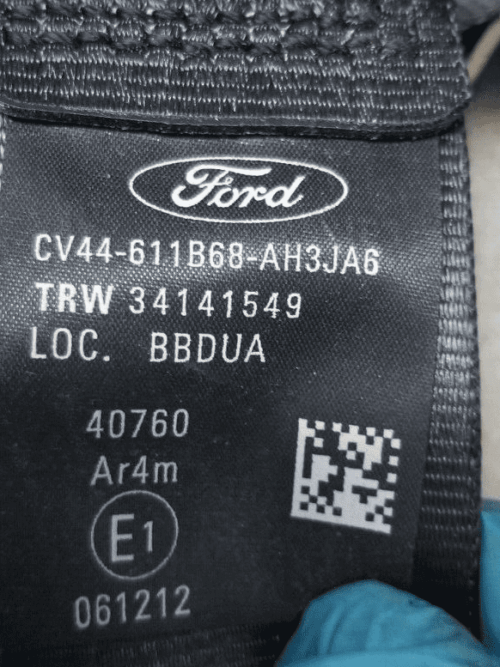 Ford
CV44-611B68-AH3JA6
TRW 34141549
LOC. BBDUA
40760
Ar4m
E1
061212